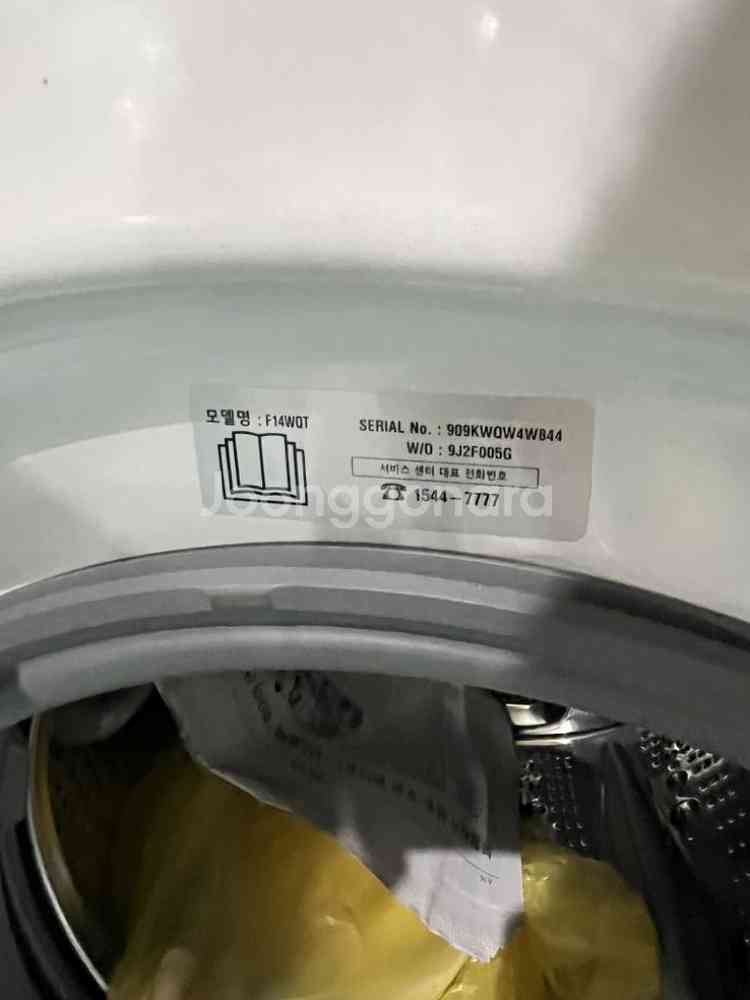 모델명 : F14WQT
SERIAL No. : 909KWQW4W844
W/O : 9J2F005G
서비스 센터 대표 전화번호
☎ 1544-7777
Joonggonara